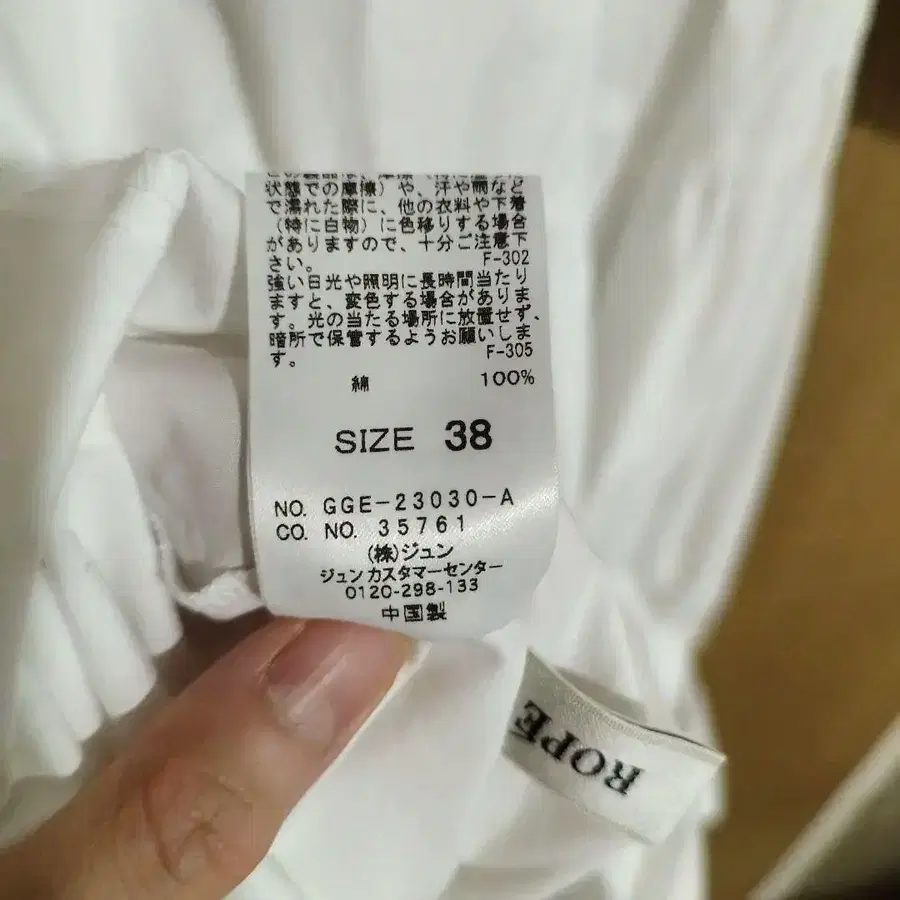 状態での摩擦）や、汗や雨など
で濡れた際に、他の衣料や下着
（特に白物）に色移りする場合
がありますので、十分ご注意下
さい。 F-302
強い日光や照明に長時間当たり
ますと、変色する場合がありま
す。光の当たる場所に放置せず、
暗所で保管するようお願いしま
す。 F-305
綿 100%
SIZE 38
NO. GGE-23030-A
CO. NO. 35761
(株)ジュン
ジュンカスタマーセンター
0120-298-133
中国製
ROPÉ